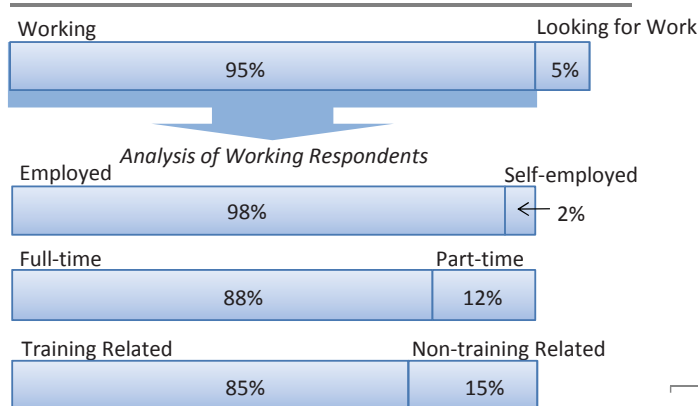 Working Looking for Work
95% 5%
Analysis of Working Respondents
Employed Self-employed
98% 2%
Full-time Part-time
88% 12%
Training Related Non-training Related
85% 15%